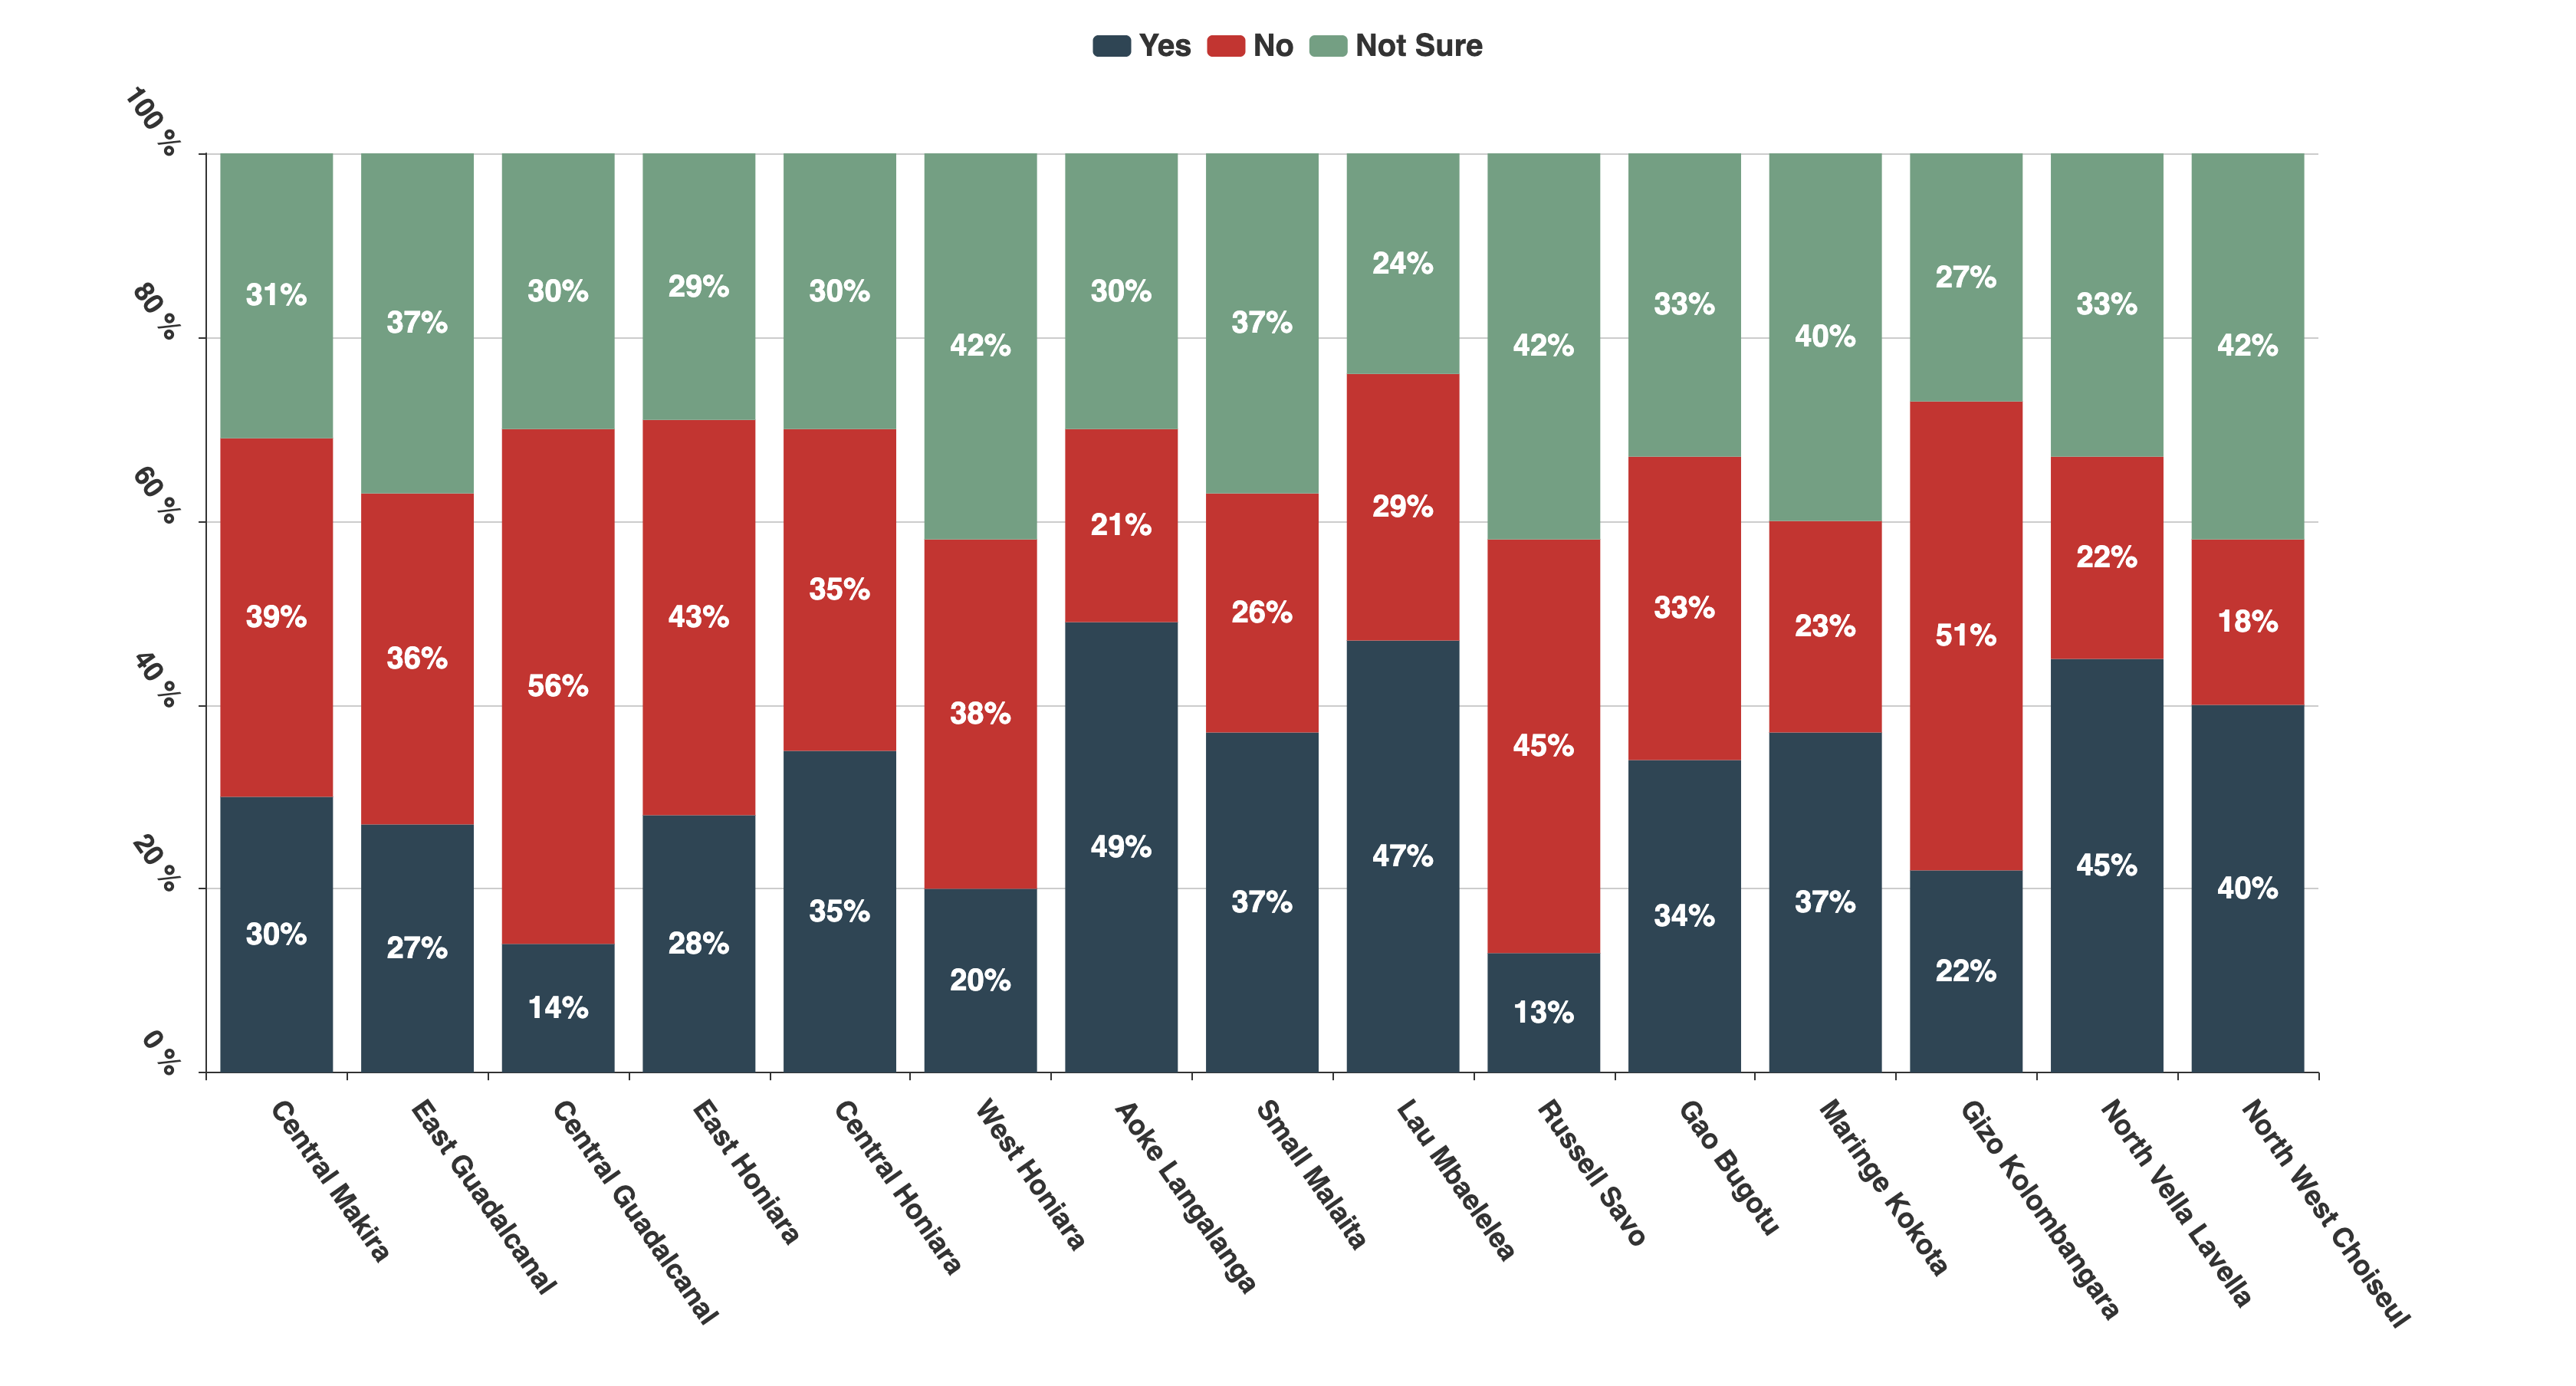 Yes No Not Sure
100 %
80 %
60 %
40 %
20 %
0 %
31% 37% 30% 29% 30% 42% 30% 37% 24% 42% 33% 40% 27% 33% 42%
39% 36% 56% 43% 35% 38% 21% 26% 29% 45% 33% 23% 51% 22% 18%
30% 27% 14% 28% 35% 20% 49% 37% 47% 13% 34% 37% 22% 45% 40%
Central Makira
East Guadalcanal
Central Guadalcanal
East Honiara
Central Honiara
West Honiara
Aoke Langalanga
Small Malaita
Lau Mbaelelea
Russell Savo
Gao Bugotu
Maringe Kokota
Gizo Kolombangara
North Vella Lavella
North West Choiseul